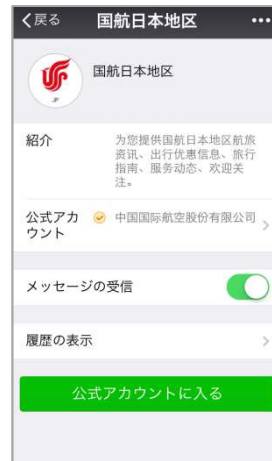 戻る 国航日本地区 •••
国航日本地区
紹介
为您提供国航日本地区航旅
资讯、出行优惠信息、旅行
指南、服务动态、欢迎关
注。
公式アカ
ウント
中国国际航空股份有限公司
メッセージの受信
履歴の表示
公式アカウントに入る